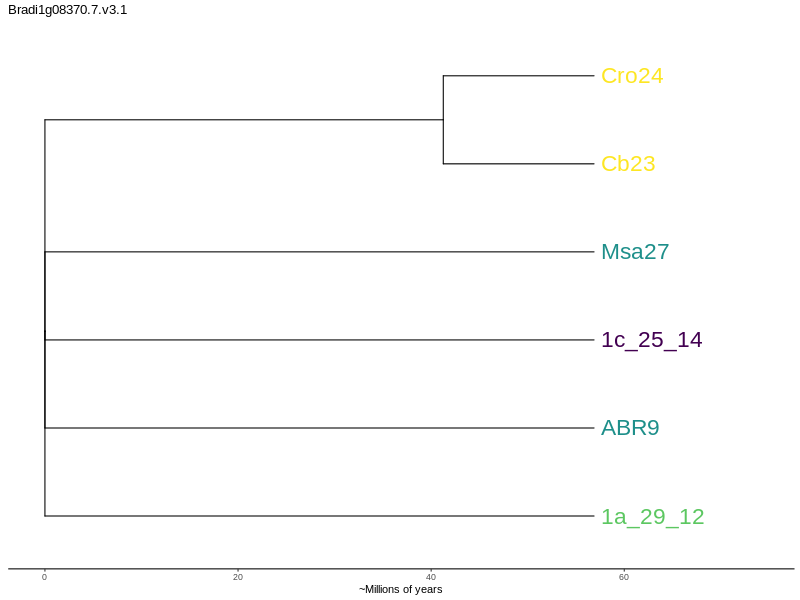 Bradi1g08370.7.v3.1
Cro24
Cb23
Msa27
1c_25_14
ABR9
1a_29_12
0 20 40 60
~Millions of years